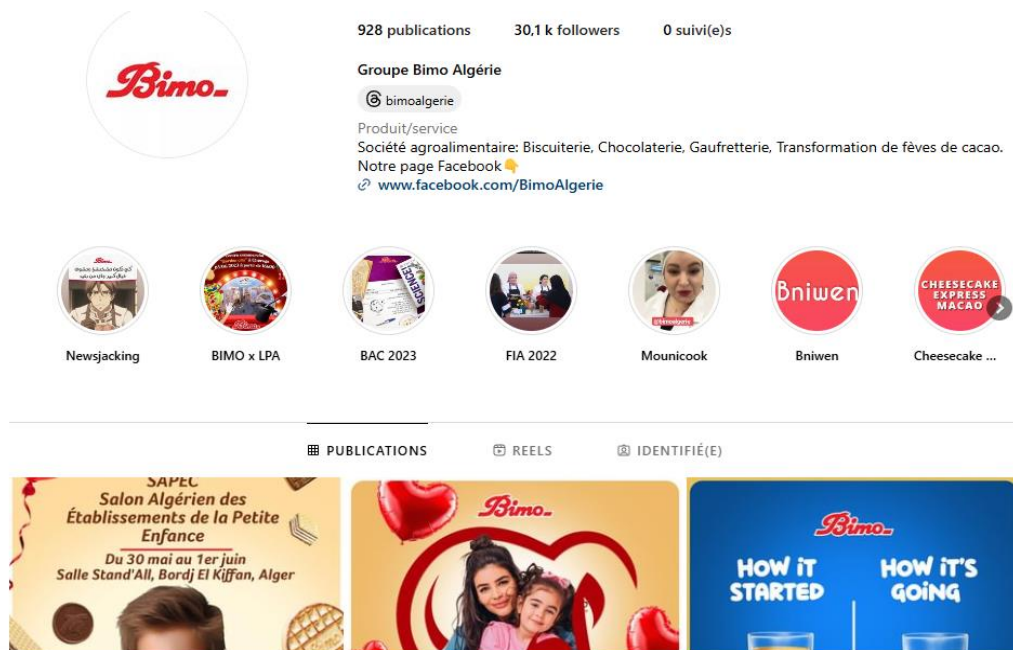 Bimo
928 publications 30,1 k followers 0 suivi(e)s
Groupe Bimo Algérie
bimoalgerie
Produit/service
Société agroalimentaire: Biscuiterie, Chocolaterie, Gaufretterie, Transformation de fèves de cacao.
Notre page Facebook👇
www.facebook.com/BimoAlgerie
Bimo
SCIENCE
@bimoalgerie
Bniwen
CHEESECAKE
EXPRESS
MACAO
Newsjacking BIMO x LPA BAC 2023 FIA 2022 Mounicook Bniwen Cheesecake ...
PUBLICATIONS REELS IDENTIFIÉ(E)
SAPEC
Salon Algérien des
Établissements de la Petite
Enfance
Du 30 mai au 1er juin
Salle Stand'All, Bordj El Kiffan, Alger
Bimo
Bimo
HOW iT
STARTED
HOW iT'S
GOiNG